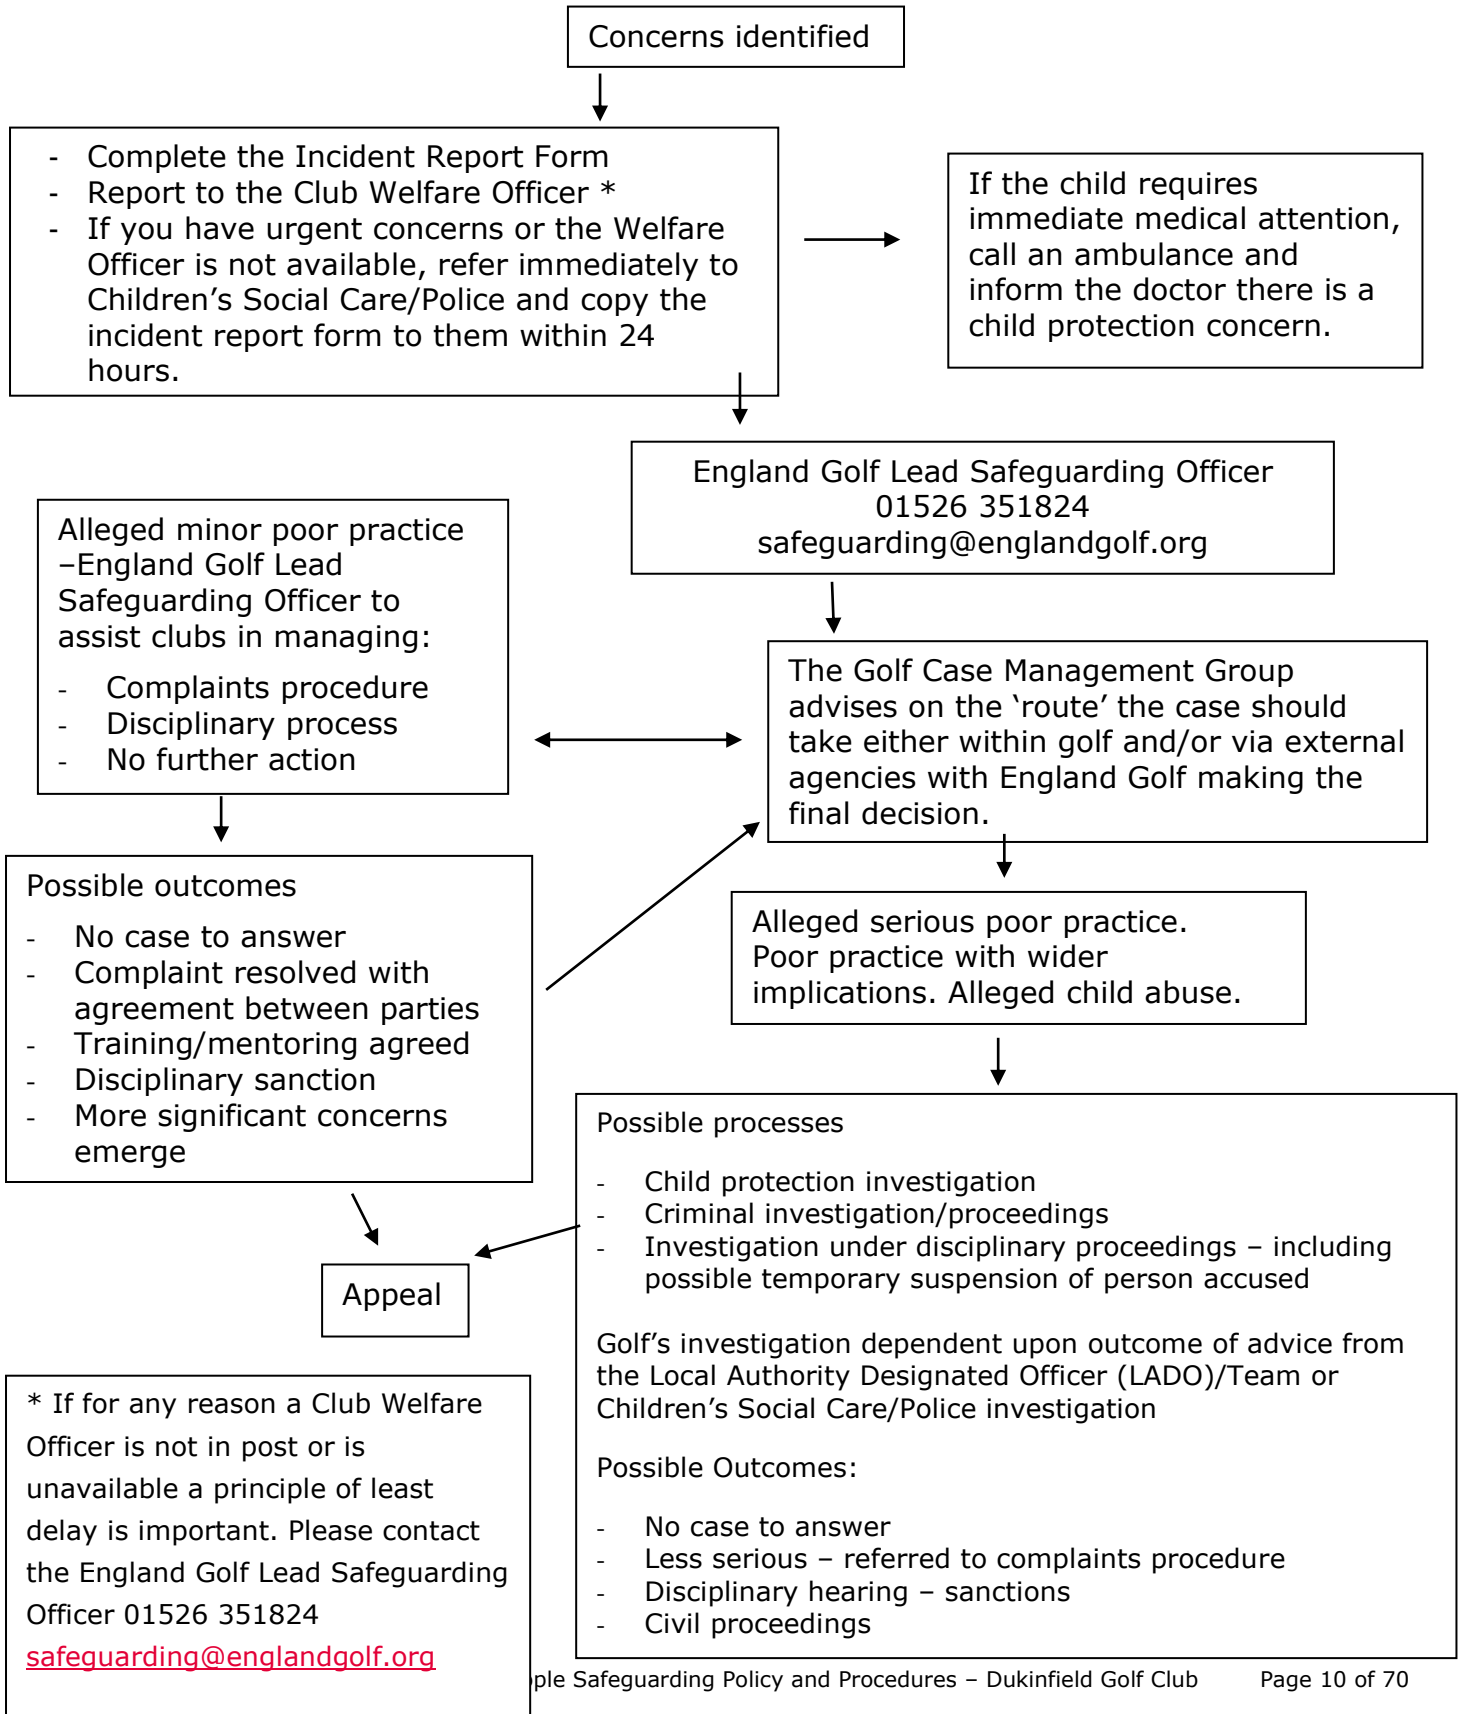 Concerns identified
- Complete the Incident Report Form
- Report to the Club Welfare Officer *
- If you have urgent concerns or the Welfare
Officer is not available, refer immediately to
Children’s Social Care/Police and copy the
incident report form to them within 24
hours.
If the child requires
immediate medical attention,
call an ambulance and
inform the doctor there is a
child protection concern.
England Golf Lead Safeguarding Officer
01526 351824
safeguarding@englandgolf.org
Alleged minor poor practice
–England Golf Lead
Safeguarding Officer to
assist clubs in managing:
- Complaints procedure
- Disciplinary process
- No further action
The Golf Case Management Group
advises on the ‘route’ the case should
take either within golf and/or via external
agencies with England Golf making the
final decision.
Possible outcomes
- No case to answer
- Complaint resolved with
agreement between parties
- Training/mentoring agreed
- Disciplinary sanction
- More significant concerns
emerge
Alleged serious poor practice.
Poor practice with wider
implications. Alleged child abuse.
Possible processes
- Child protection investigation
- Criminal investigation/proceedings
- Investigation under disciplinary proceedings – including
possible temporary suspension of person accused
Golf’s investigation dependent upon outcome of advice from
the Local Authority Designated Officer (LADO)/Team or
Children’s Social Care/Police investigation
Possible Outcomes:
- No case to answer
- Less serious – referred to complaints procedure
- Disciplinary hearing – sanctions
- Civil proceedings
Appeal
* If for any reason a Club Welfare
Officer is not in post or is
unavailable a principle of least
delay is important. Please contact
the England Golf Lead Safeguarding
Officer 01526 351824
safeguarding@englandgolf.org
Safeguarding Policy and Procedures – Dukinfield Golf Club Page 10 of 70